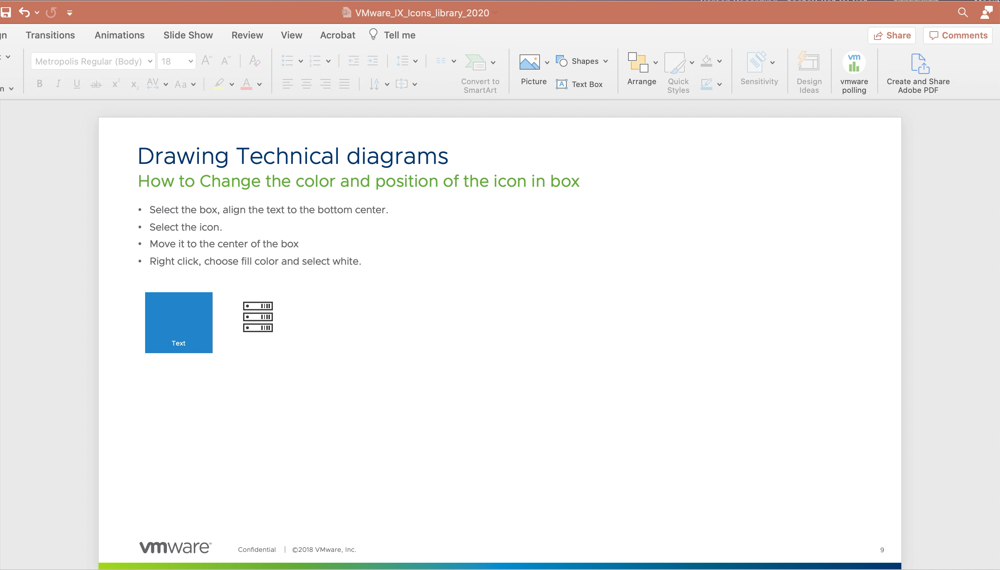 VMware_IX_Icons_library_2020
Transitions Animations Slide Show Review View Acrobat Tell me Share Comments
Metropolis Regular (Body) 18
Shapes
Convert to SmartArt
Picture
Text Box
Arrange
Quick Styles
Sensitivity
Design Ideas
vm
vmware polling
Create and Share Adobe PDF
Drawing Technical diagrams
How to Change the color and position of the icon in box
• Select the box, align the text to the bottom center.
• Select the icon.
• Move it to the center of the box
• Right click, choose fill color and select white.
Text
vmware®
Confidential | ©2018 VMware, Inc.
9